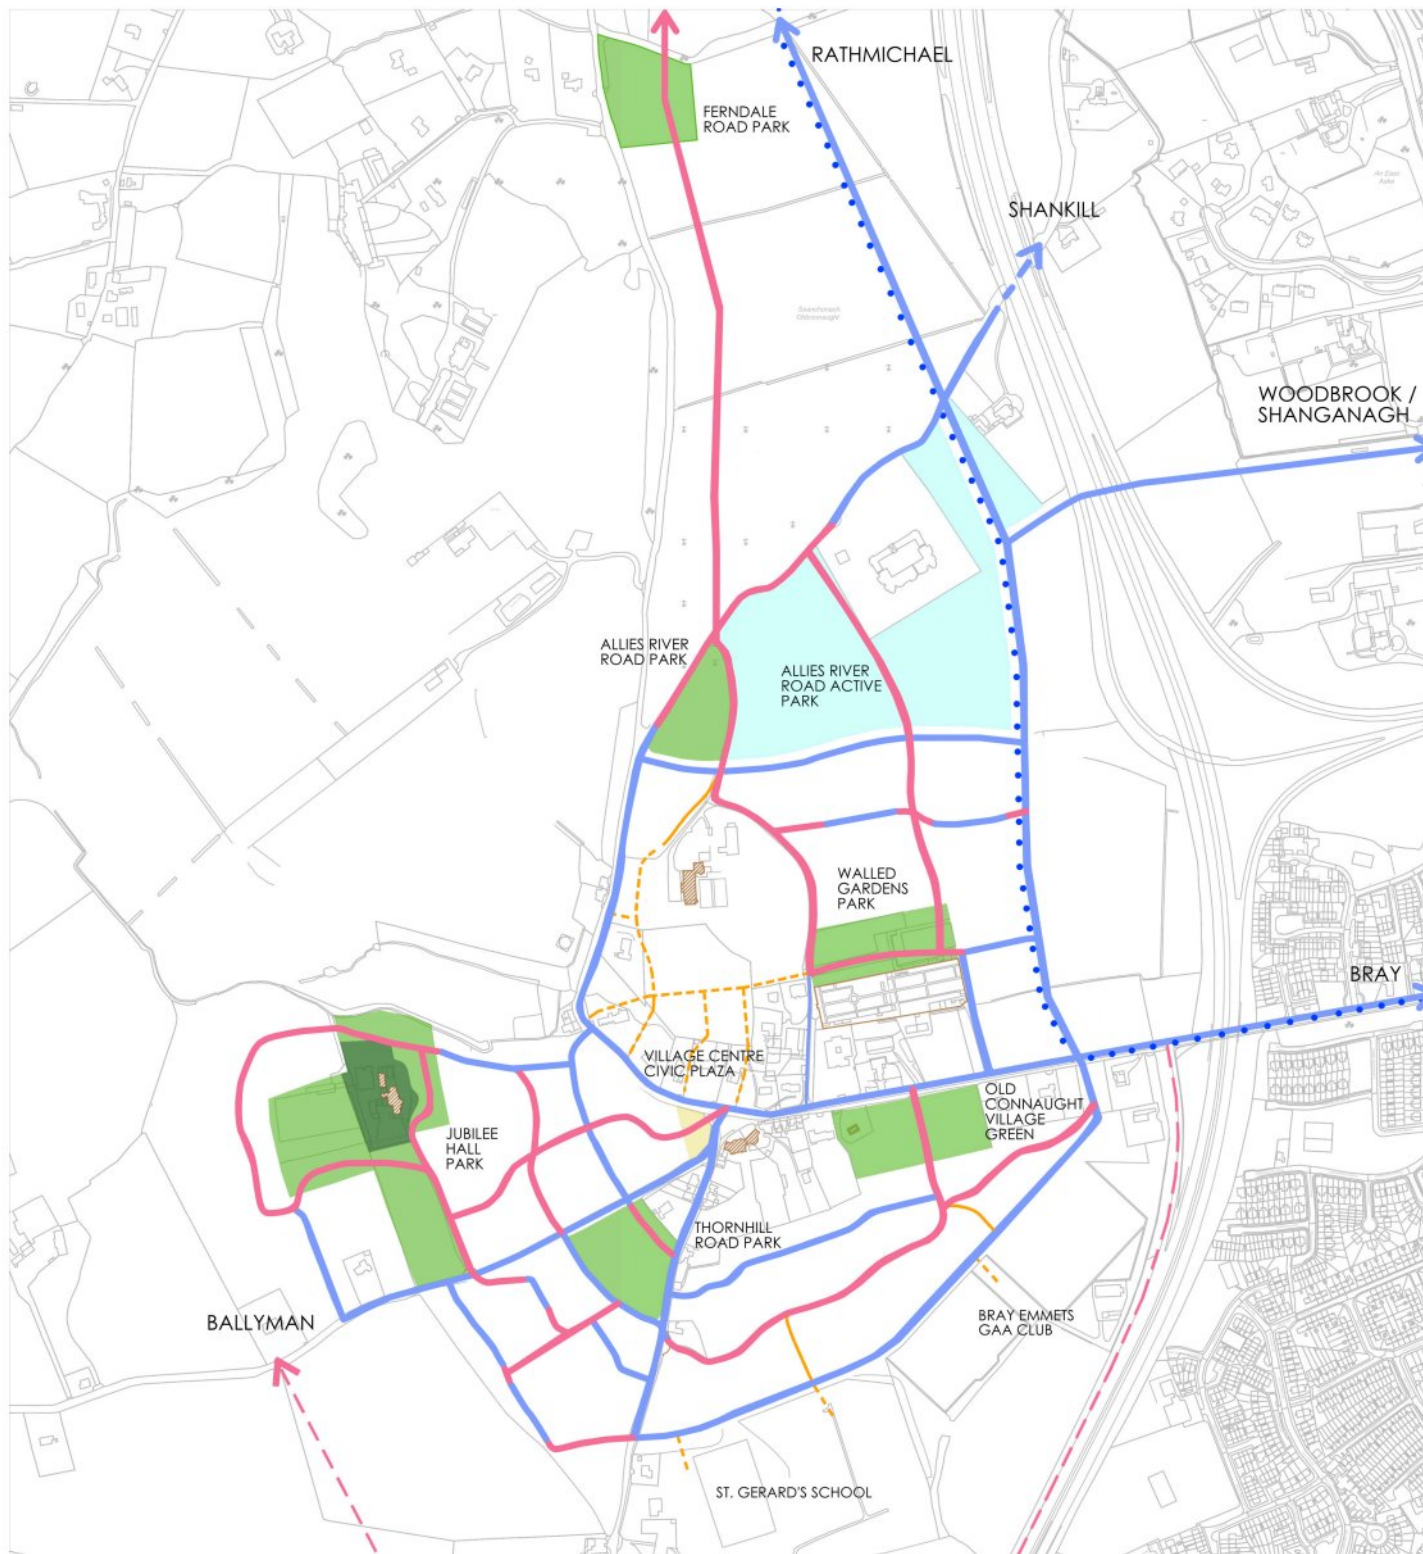 RATHMICHAEL
FERNDALE
ROAD PARK
SHANKILL
WOODBROOK /
SHANGANAGH
ALLIES RIVER
ROAD PARK
ALLIES RIVER
ROAD ACTIVE
PARK
WALLED
GARDENS
PARK
BRAY
VILLAGE CENTRE
CIVIC PLAZA
OLD
CONNAUGHT
VILLAGE
GREEN
JUBILEE
HALL
PARK
THORNHILL
ROAD PARK
BALLYMAN
BRAY EMMETS
GAA CLUB
ST. GERARD'S SCHOOL